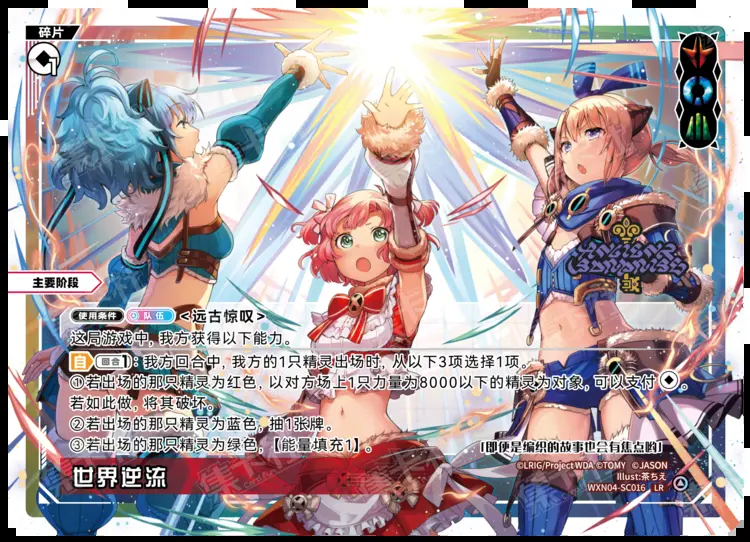 碎片
1
主要阶段
使用条件 队伍 <远古惊叹>
这局游戏中, 我方获得以下能力。
自 回合1: 我方回合中, 我方的1只精灵出场时, 从以下3项选择1项。
①若出场的那只精灵为红色, 以对方场上1只力量为8000以下的精灵为对象, 可以支付 。
若如此做, 将其破坏。
②若出场的那只精灵为蓝色, 抽1张牌。
③若出场的那只精灵为绿色,【能量填充1】。
「即便是编织的故事也会有焦点哟」
世界逆流
©LRIG/Project WDA ©TOMY ©JASON
Illust:茶ちえ
WXN04-SC016 LR